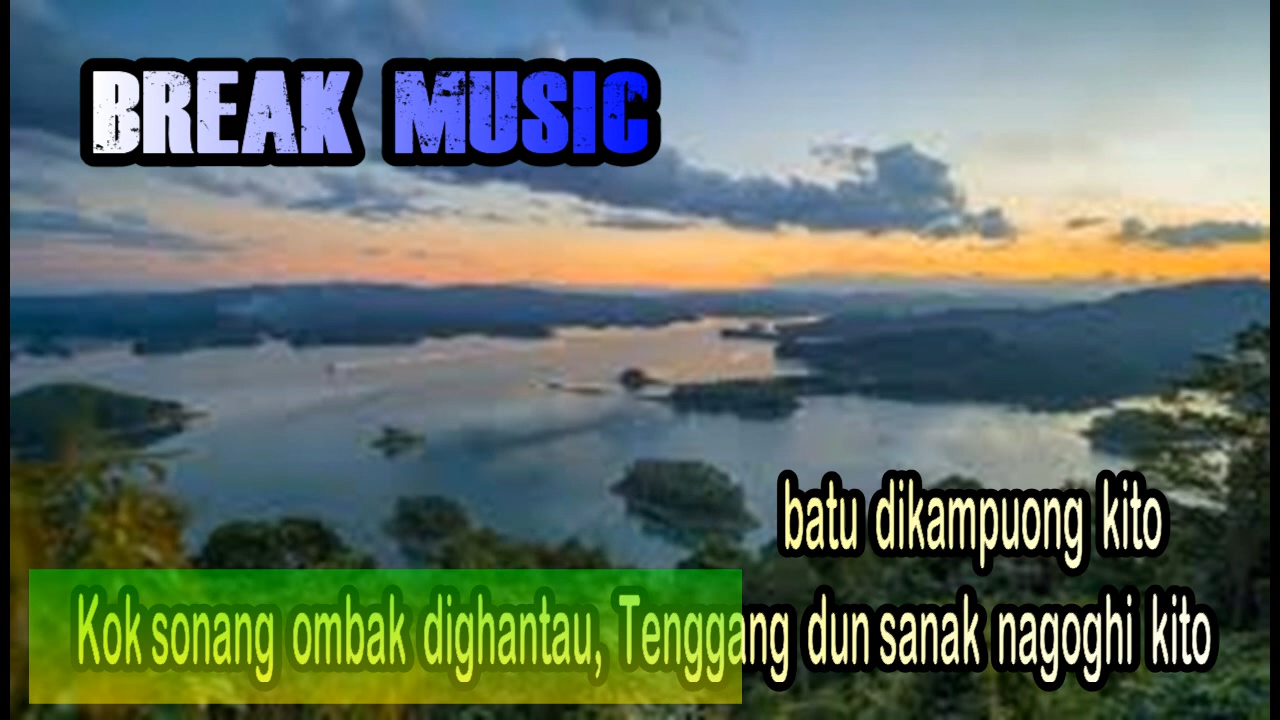 BREAK MUSIC
batu dikampuong kito
Kok sonang ombak dighantau, Tenggang dun sanak nagoghi kito